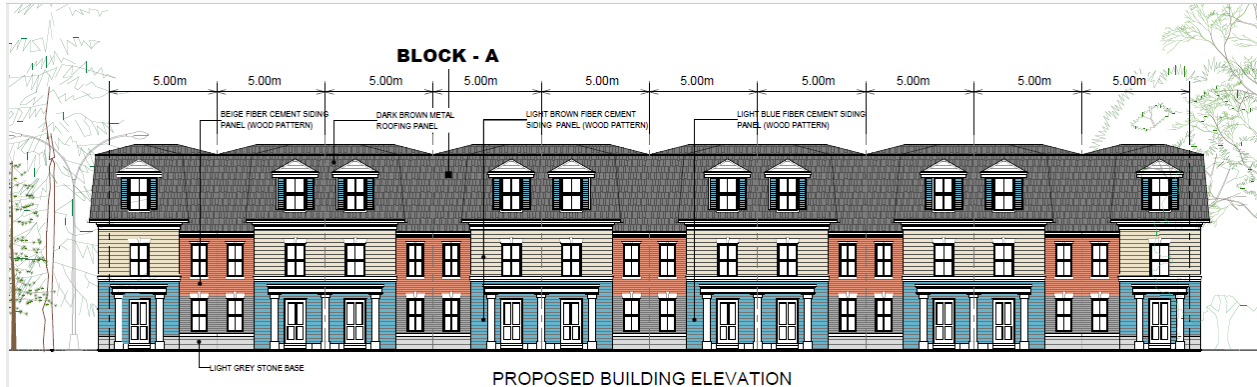 BLOCK - A
5.00m 5.00m 5.00m 5.00m 5.00m 5.00m 5.00m 5.00m 5.00m 5.00m
BEIGE FIBER CEMENT SIDING
PANEL (WOOD PATTERN)
DARK BROWN METAL
ROOFING PANEL
LIGHT BROWN FIBER CEMENT
SIDING PANEL (WOOD PATTERN)
LIGHT BLUE FIBER CEMENT SIDING
PANEL (WOOD PATTERN)
LIGHT GREY STONE BASE
PROPOSED BUILDING ELEVATION